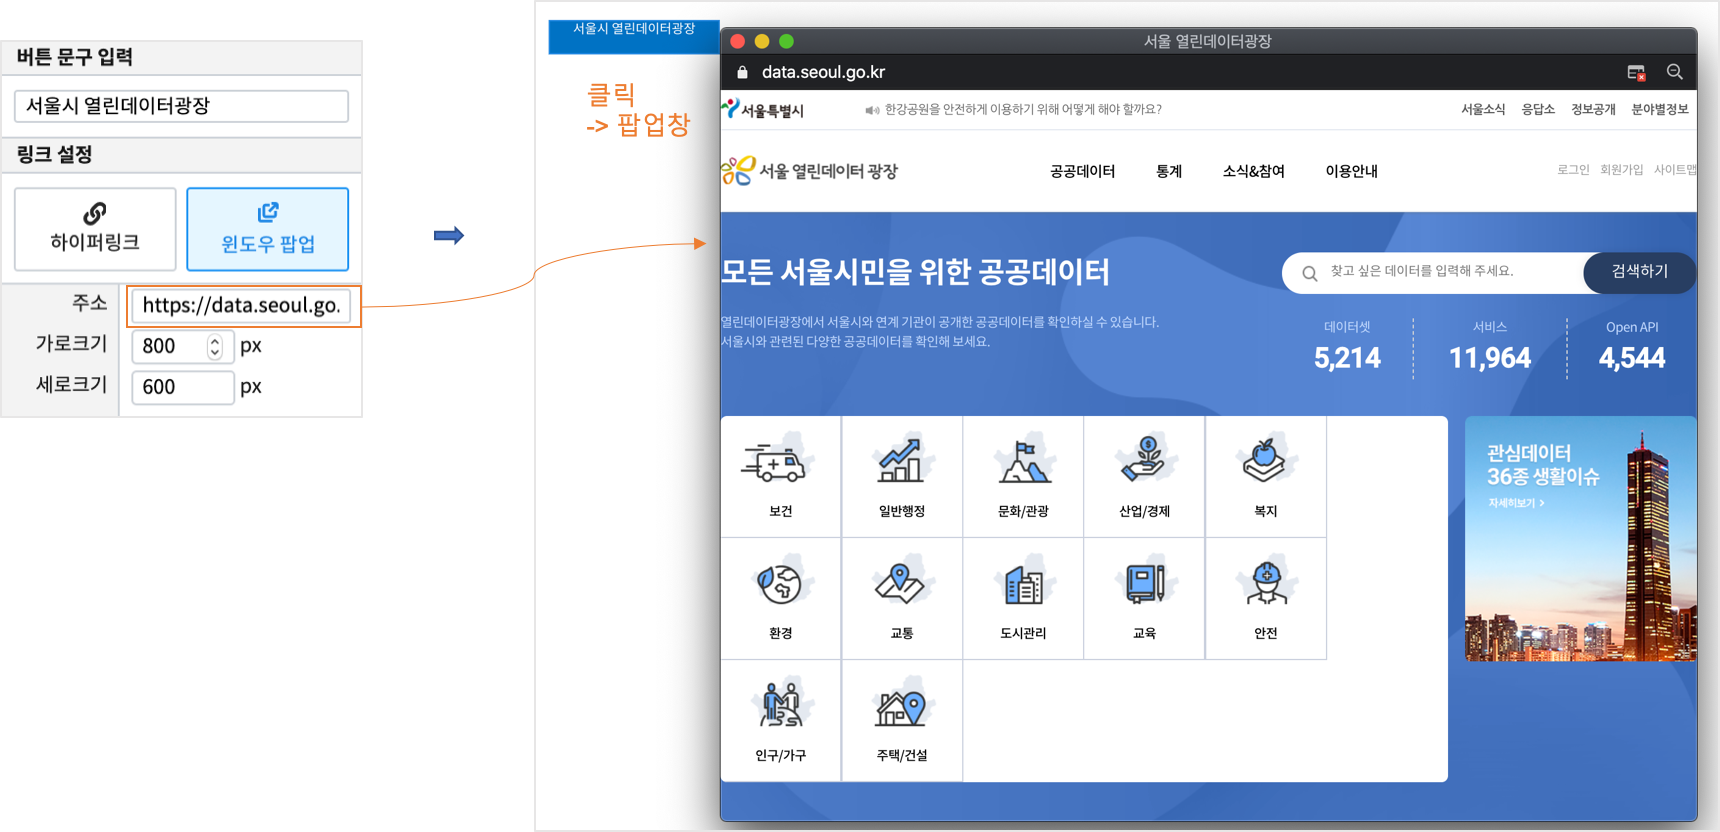 버튼 문구 입력
서울시 열린데이터광장
링크 설정
하이퍼링크
윈도우 팝업
주소
https://data.seoul.go.
가로크기
800
px
세로크기
600
px
서울시 열린데이터광장
클릭
-> 팝업창
서울 열린데이터광장
data.seoul.go.kr
서울특별시
한강공원을 안전하게 이용하기 위해 어떻게 해야 할까요?
서울소식
응답소
정보공개
분야별정보
서울 열린데이터 광장
공공데이터
통계
소식&참여
이용안내
로그인
회원가입
사이트맵
모든 서울시민을 위한 공공데이터
찾고 싶은 데이터를 입력해 주세요.
검색하기
열린데이터광장에서 서울시와 연계 기관이 공개한 공공데이터를 확인하실 수 있습니다.
서울시와 관련된 다양한 공공데이터를 확인해 보세요.
데이터셋
5,214
서비스
11,964
Open API
4,544
보건
일반행정
문화/관광
산업/경제
복지
환경
교통
도시관리
교육
안전
인구/가구
주택/건설
관심데이터
36종 생활이슈
자세히보기 >